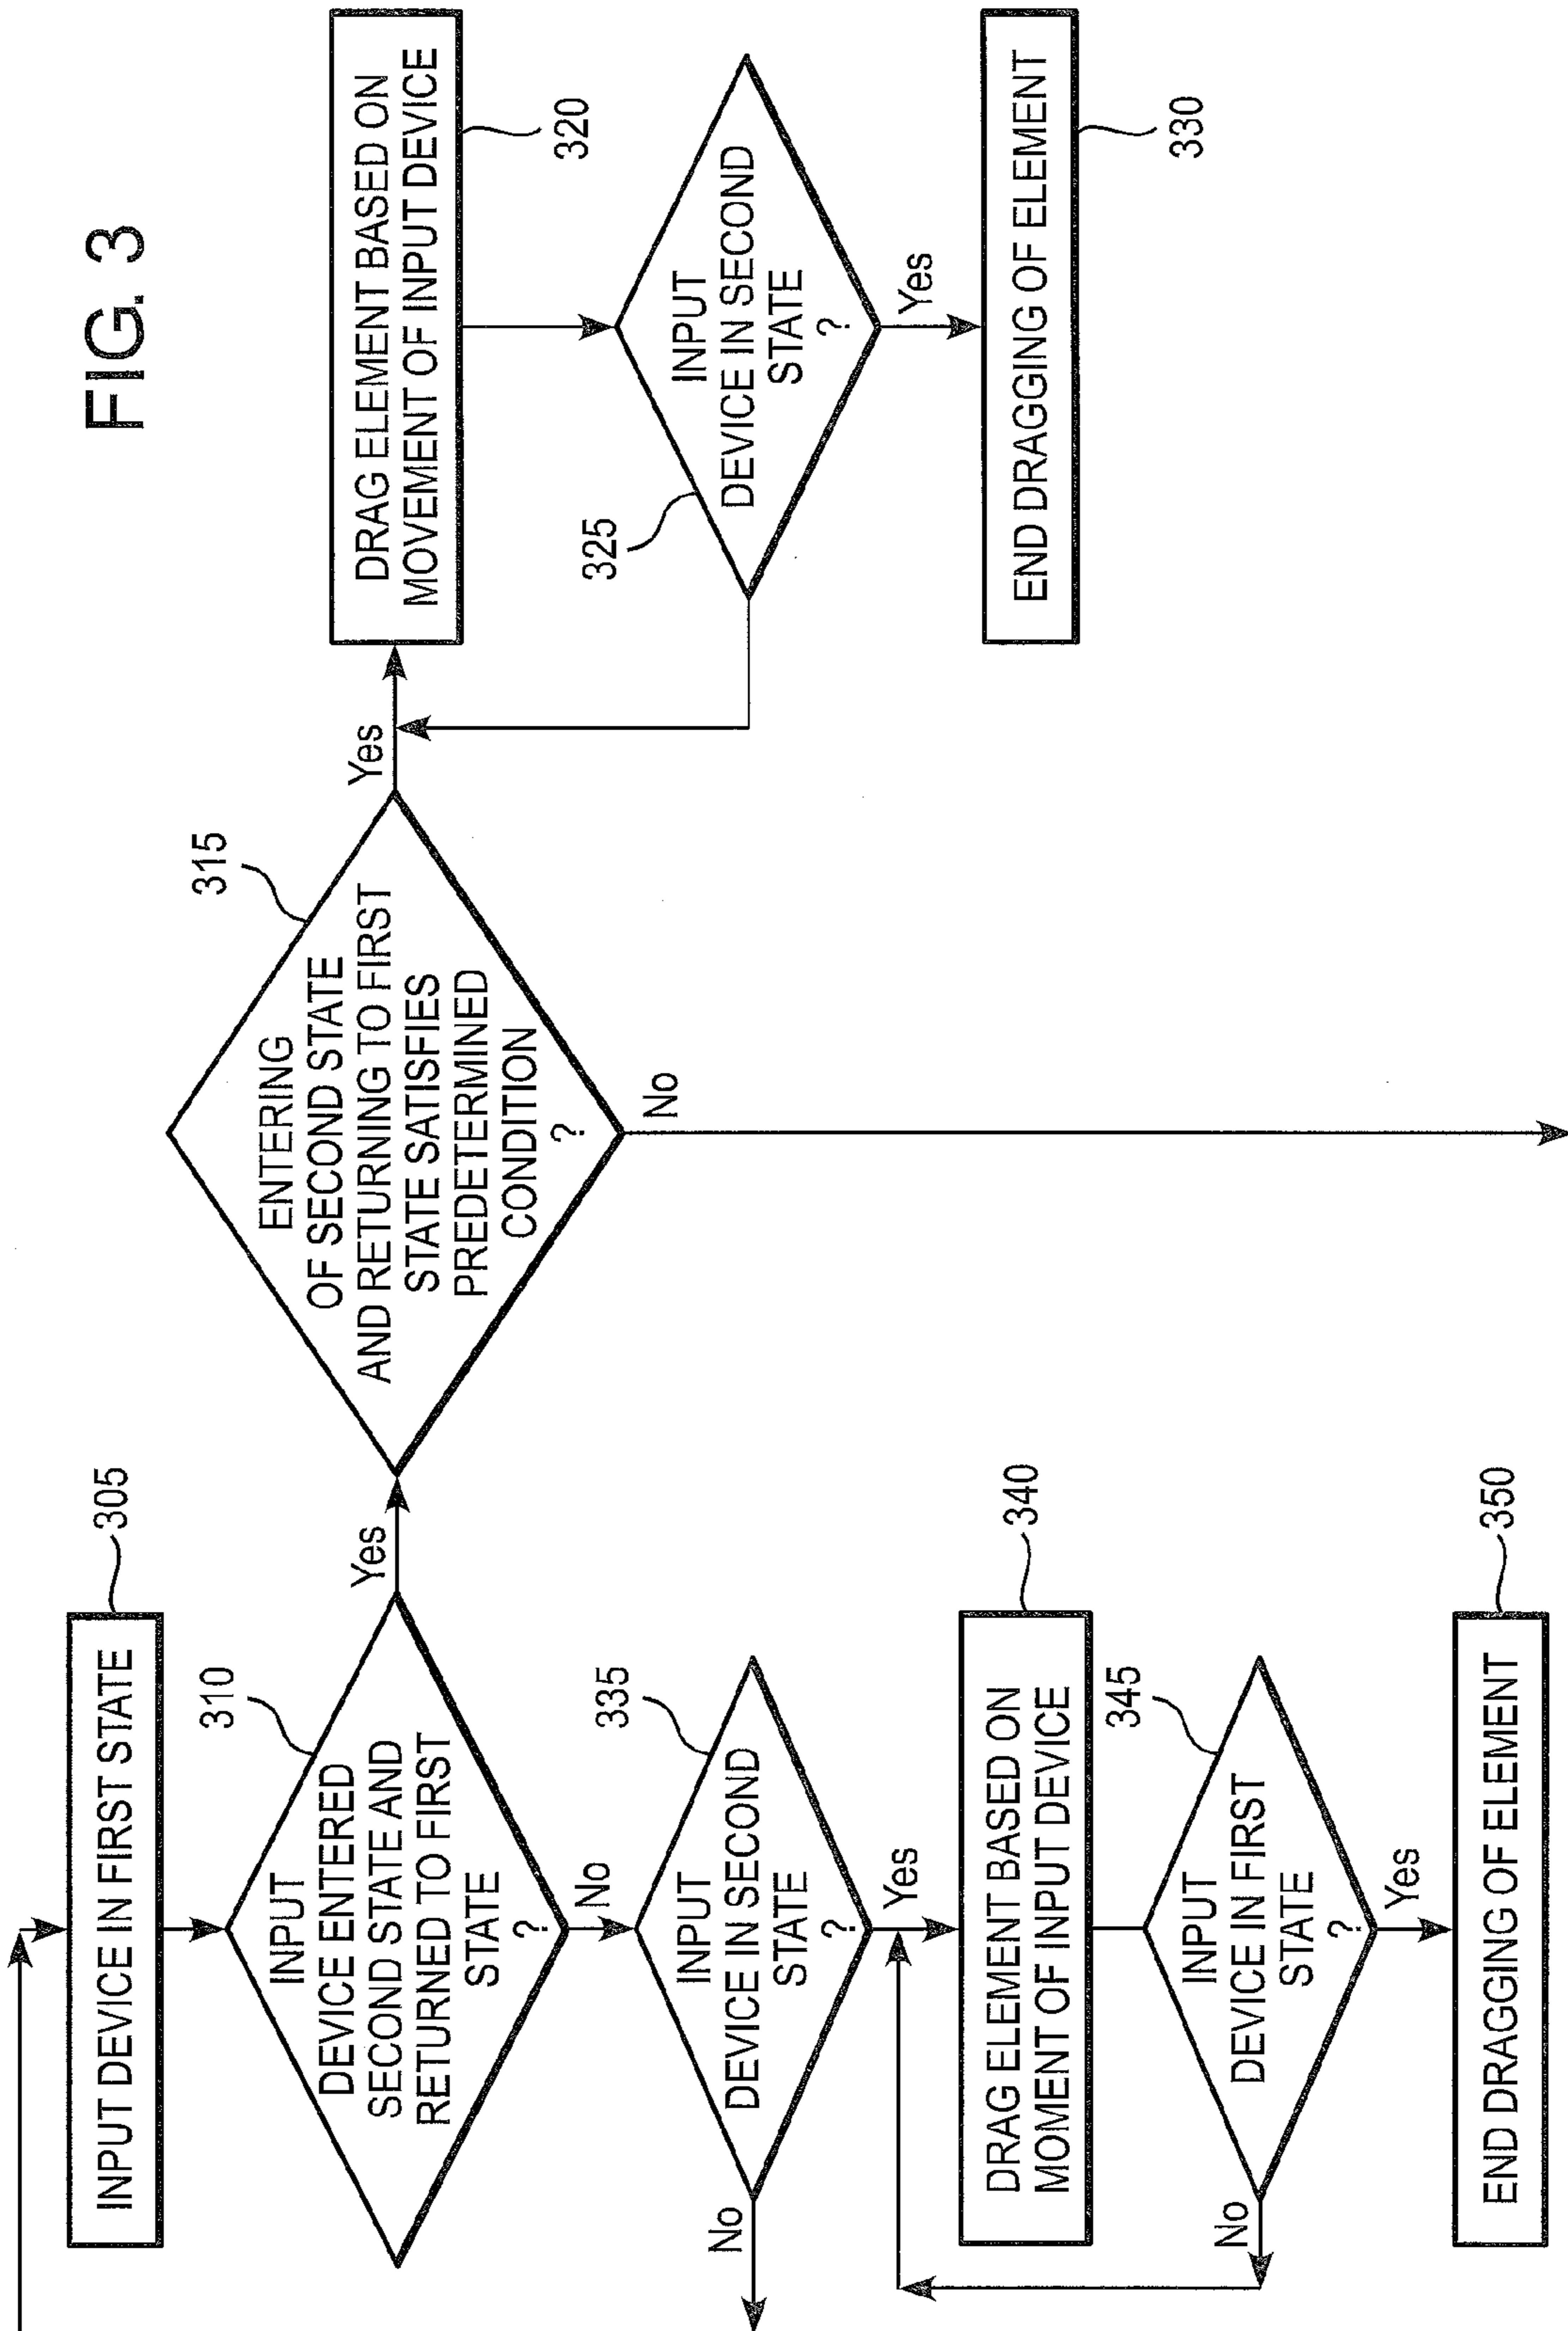 FIG. 3
INPUT DEVICE IN FIRST STATE
305
INPUT
DEVICE ENTERED
SECOND STATE AND
RETURNED TO FIRST
STATE
?
310
Yes
No
ENTERING
OF SECOND STATE
AND RETURNING TO FIRST
STATE SATISFIES
PREDETERMINED
CONDITION
?
315
Yes
No
DRAG ELEMENT BASED ON
MOVEMENT OF INPUT DEVICE
320
INPUT
DEVICE IN SECOND
STATE
?
325
Yes
END DRAGGING OF ELEMENT
330
INPUT
DEVICE IN SECOND
STATE
?
335
No
Yes
DRAG ELEMENT BASED ON
MOMENT OF INPUT DEVICE
340
INPUT
DEVICE IN FIRST
STATE
?
345
No
Yes
END DRAGGING OF ELEMENT
350